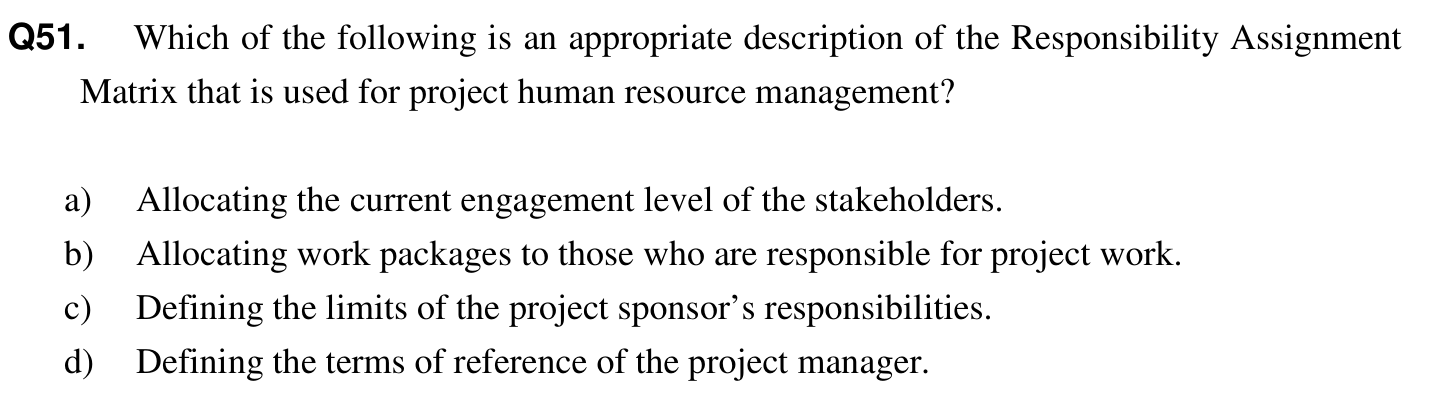 Q51. Which of the following is an appropriate description of the Responsibility Assignment
Matrix that is used for project human resource management?
a) Allocating the current engagement level of the stakeholders.
b) Allocating work packages to those who are responsible for project work.
c) Defining the limits of the project sponsor’s responsibilities.
d) Defining the terms of reference of the project manager.